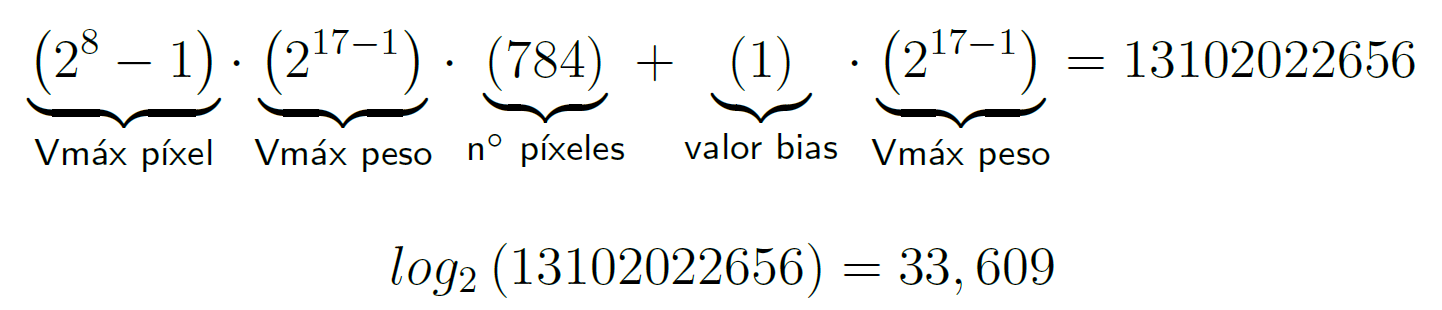 (2^8 − 1) · (2^{17−1}) · (784) + (1) · (2^{17−1}) = 13102022656
Vmáx píxel Vmáx peso n° píxeles valor bias Vmáx peso
log_2 (13102022656) = 33,609